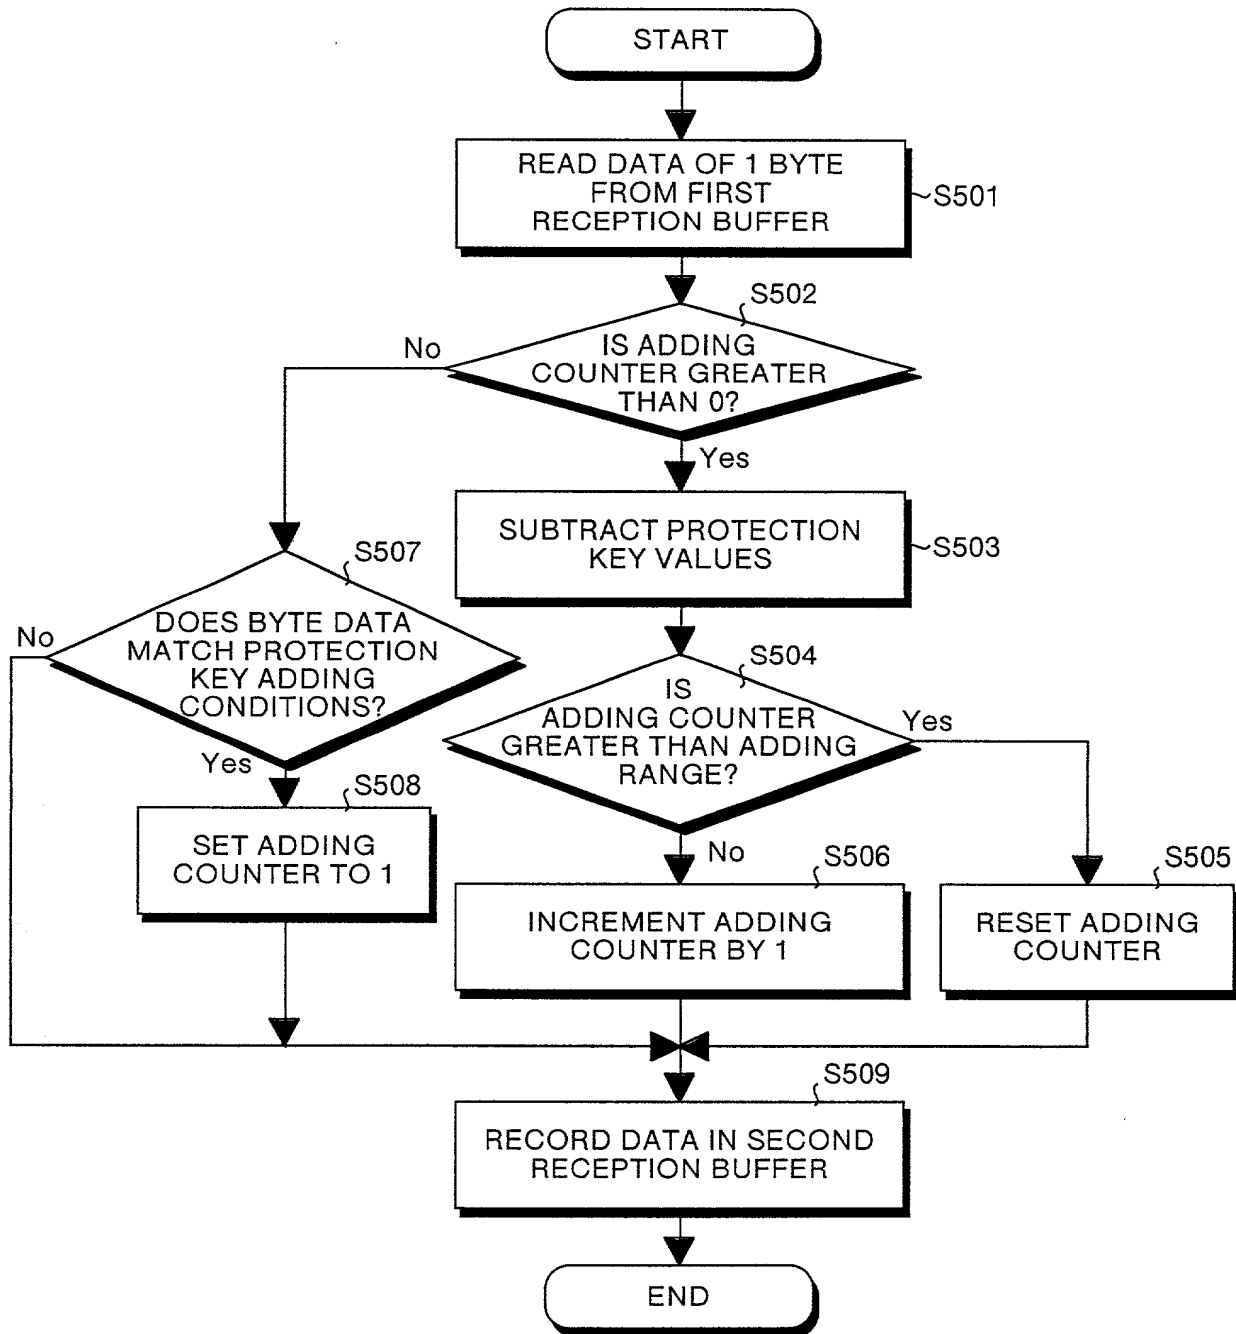 START
READ DATA OF 1 BYTE
FROM FIRST
RECEPTION BUFFER
S501
S502
IS ADDING
COUNTER GREATER
THAN 0?
No
Yes
SUBTRACT PROTECTION
KEY VALUES
S503
S507
DOES BYTE DATA
MATCH PROTECTION
KEY ADDING
CONDITIONS?
No
Yes
S504
IS
ADDING COUNTER
GREATER THAN ADDING
RANGE?
Yes
No
S508
SET ADDING
COUNTER TO 1
S506
INCREMENT ADDING
COUNTER BY 1
S505
RESET ADDING
COUNTER
S509
RECORD DATA IN SECOND
RECEPTION BUFFER
END